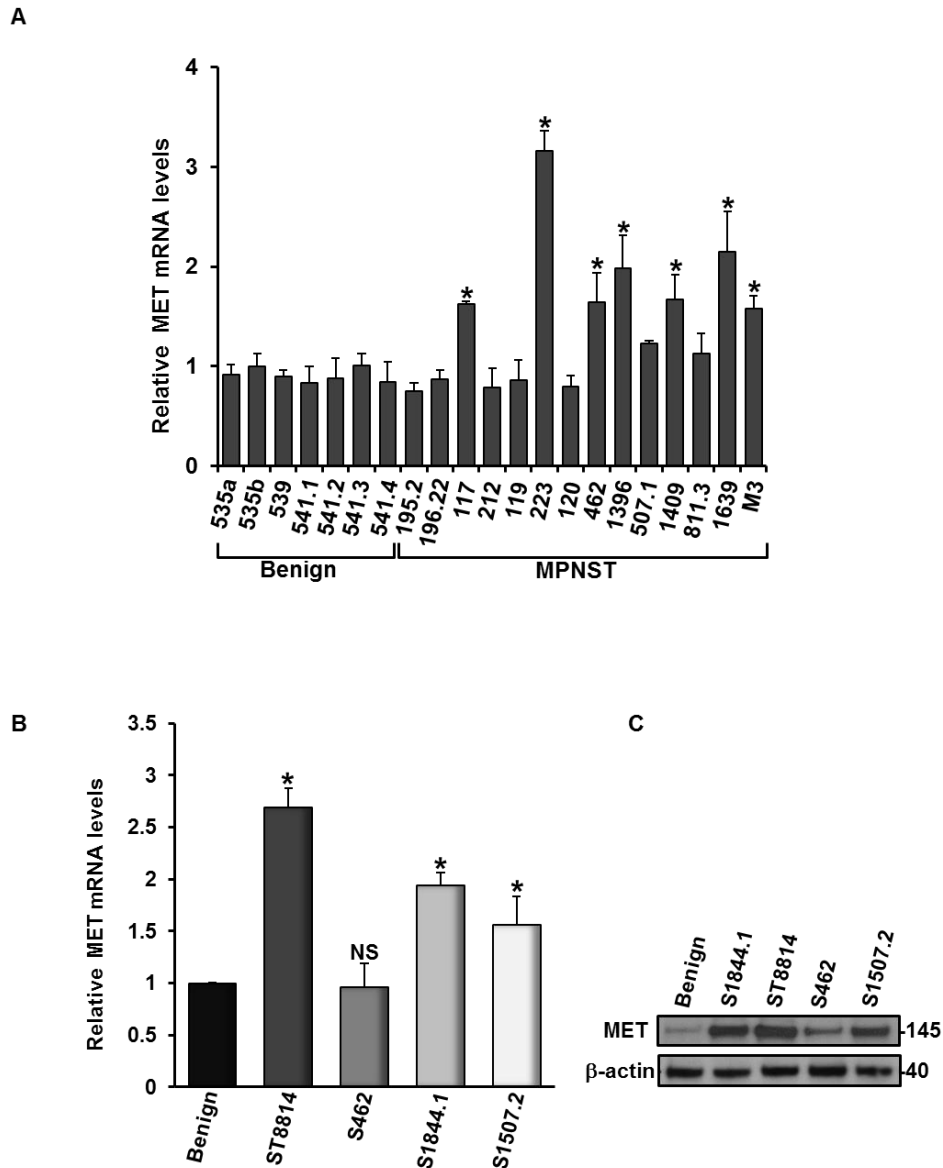 A
Relative MET mRNA levels
4
3
2
1
0
* * * * * * *
535a 535b 539 541.1 541.2 541.3 541.4 195.2 196.22 117 212 119 223 120 462 1396 507.1 1409 811.3 1639 M3
Benign MPNST
B
Relative MET mRNA levels
3.5
3
2.5
2
1.5
1
0.5
0
* NS * *
Benign ST8814 S462 S1844.1 S1507.2
C
Benign S1844.1 ST8814 S462 S1507.2
MET -145
β-actin -40